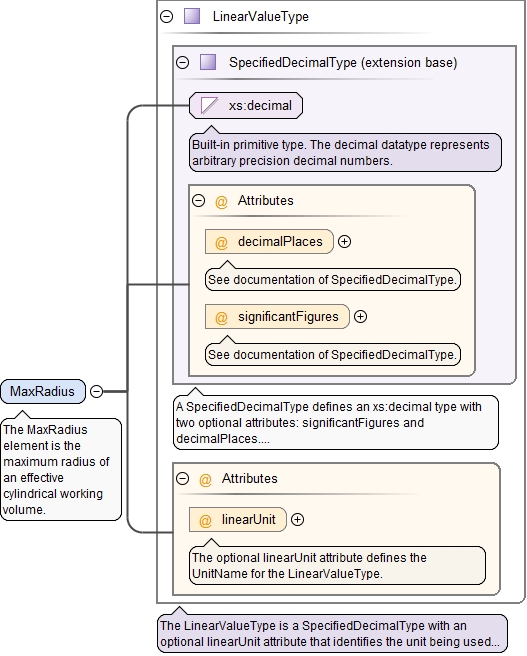 LinearValueType
SpecifiedDecimalType (extension base)
xs:decimal
Built-in primitive type. The decimal datatype represents
arbitrary precision decimal numbers.
@ Attributes
@ decimalPlaces
See documentation of SpecifiedDecimalType.
@ significantFigures
See documentation of SpecifiedDecimalType.
MaxRadius
The MaxRadius
element is the
maximum radius of
an effective
cylindrical working
volume.
A SpecifiedDecimalType defines an xs:decimal type with
two optional attributes: significantFigures and
decimalPlaces....
@ Attributes
@ linearUnit
The optional linearUnit attribute defines the
UnitName for the LinearValueType.
The LinearValueType is a SpecifiedDecimalType with an
optional linearUnit attribute that identifies the unit being used...